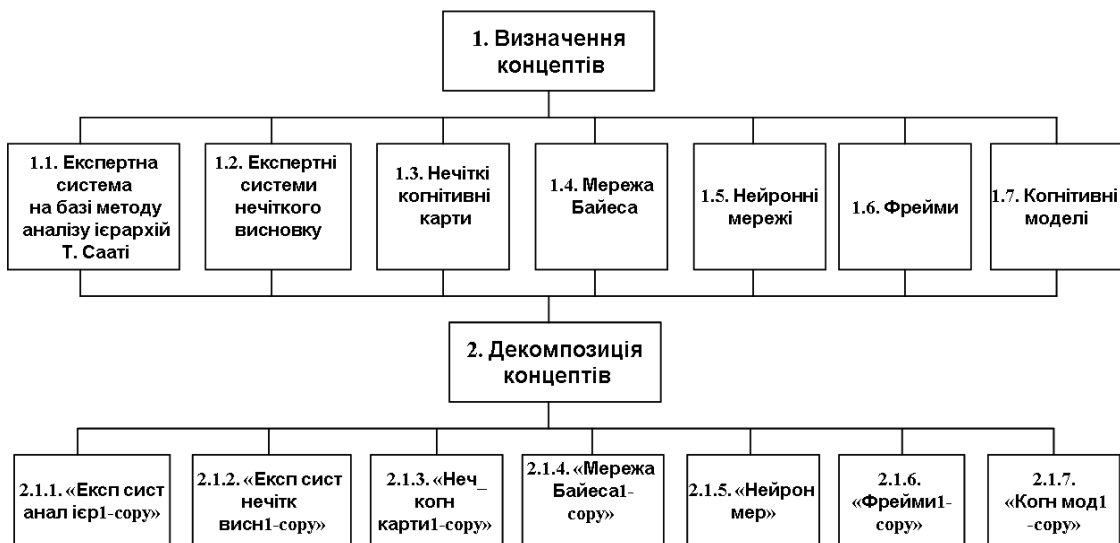 1. Визначення
концептів
1.1. Експертна
система
на базі методу
аналізу ієрархій
Т. Сааті
1.2. Експертні
системи
нечіткого
висновку
1.3. Нечіткі
когнітивні
карти
1.4. Мережа
Байеса
1.5. Нейронні
мережі
1.6. Фрейми
1.7. Когнітивні
моделі
2. Декомпозиція
концептів
2.1.1. «Експ сист
анал ієр1-copy»
2.1.2. «Експ сист
нечітк
висн1-copy»
2.1.3. «Неч_
когн
карти1-copy»
2.1.4. «Мережа
Байеса1-
copy»
2.1.5. «Нейрон
мер»
2.1.6.
«Фрейми1-
copy»
2.1.7.
«Когн мод1
-copy»